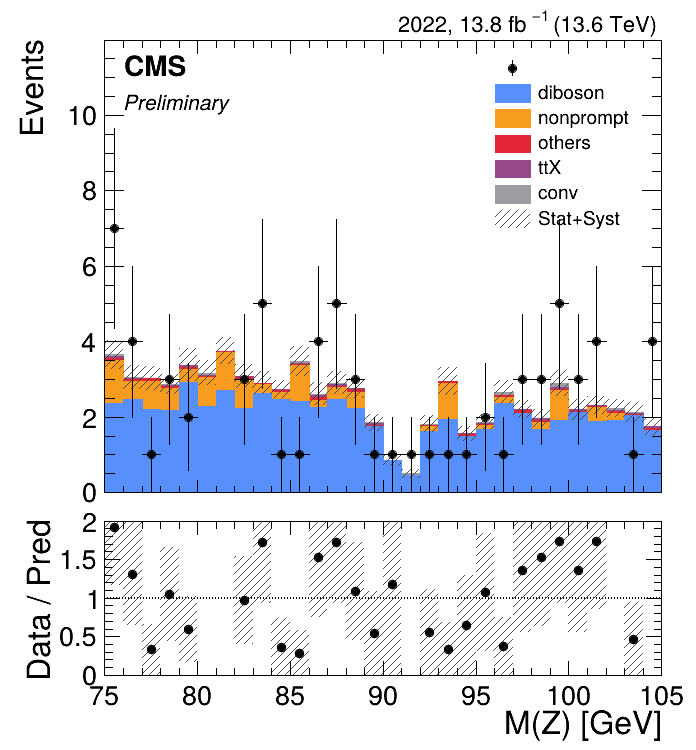 2022, 13.8 fb⁻¹ (13.6 TeV)
CMS
Preliminary
diboson
nonprompt
others
ttX
conv
Stat+Syst
Events
10
8
6
4
2
0
Data / Pred
2
1.5
1
0.5
0
75 80 85 90 95 100 105
M(Z) [GeV]